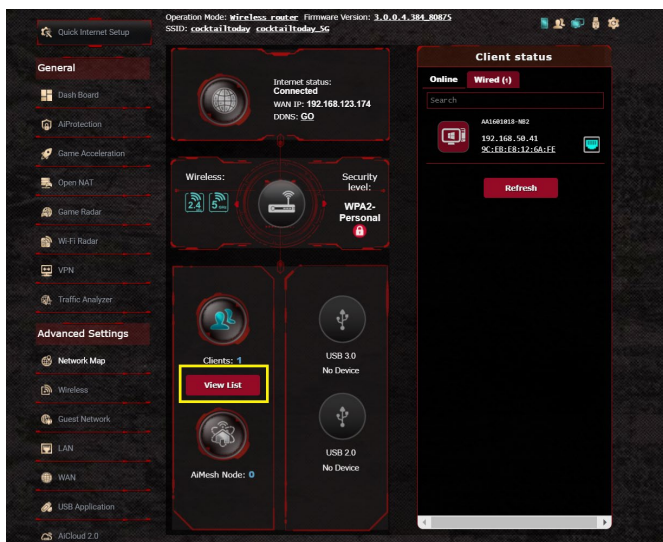 Operation Mode: Wireless router Firmware Version: 3.0.0.4.384_80875
SSID: cocktailtoday cocktailtoday_5G
Quick Internet Setup
General
Dash Board
AiProtection
Game Acceleration
Open NAT
Game Radar
Wi-Fi Radar
VPN
Traffic Analyzer
Advanced Settings
Network Map
Wireless
Guest Network
LAN
WAN
USB Application
AiCloud 2.0
Internet status:
Connected
WAN IP: 192.168.123.174
DDNS: GO
Wireless:
2.4
5
Security
level:
WPA2-
Personal
Clients: 1
View List
AiMesh Node: 0
USB 3.0
No Device
USB 2.0
No Device
Client status
Online Wired (1)
Search
AA1601018-NB2
192.168.50.41
9C:EB:E8:12:6A:FE
Refresh